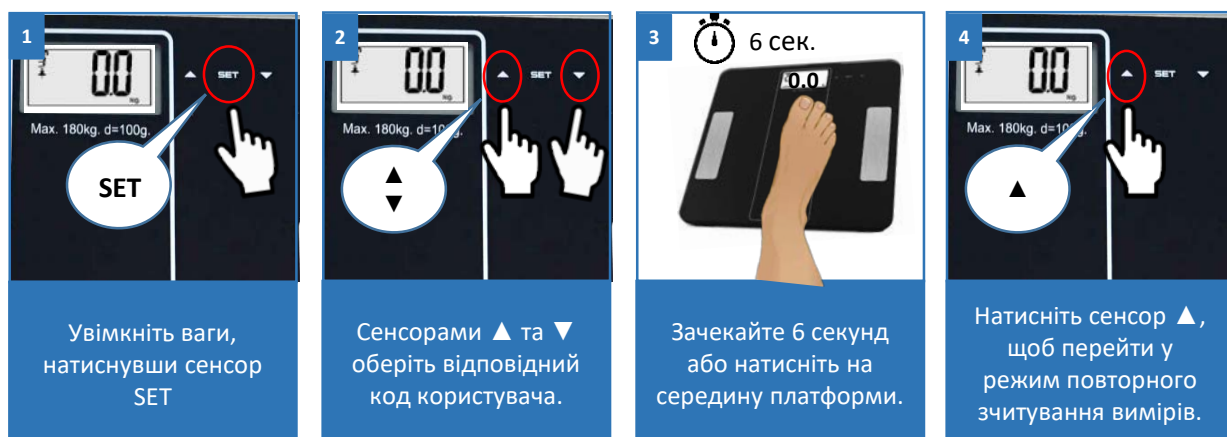 1
0.0
KG
SET
Max. 180kg. d=100g.
SET
Увімкніть ваги,
натиснувши сенсор
SET
2
0.0
KG
▲ SET ▼
Max. 180kg. d=10
▲
▼
Сенсорами ▲ та ▼
оберіть відповідний
код користувача.
3
6 сек.
0.0
Зачекайте 6 секунд
або натисніть на
середину платформи.
4
0.0
KG
▲ SET ▼
Max. 180kg. d=10
▲
Натисніть сенсор ▲,
щоб перейти у
режим повторного
зчитування вимірів.